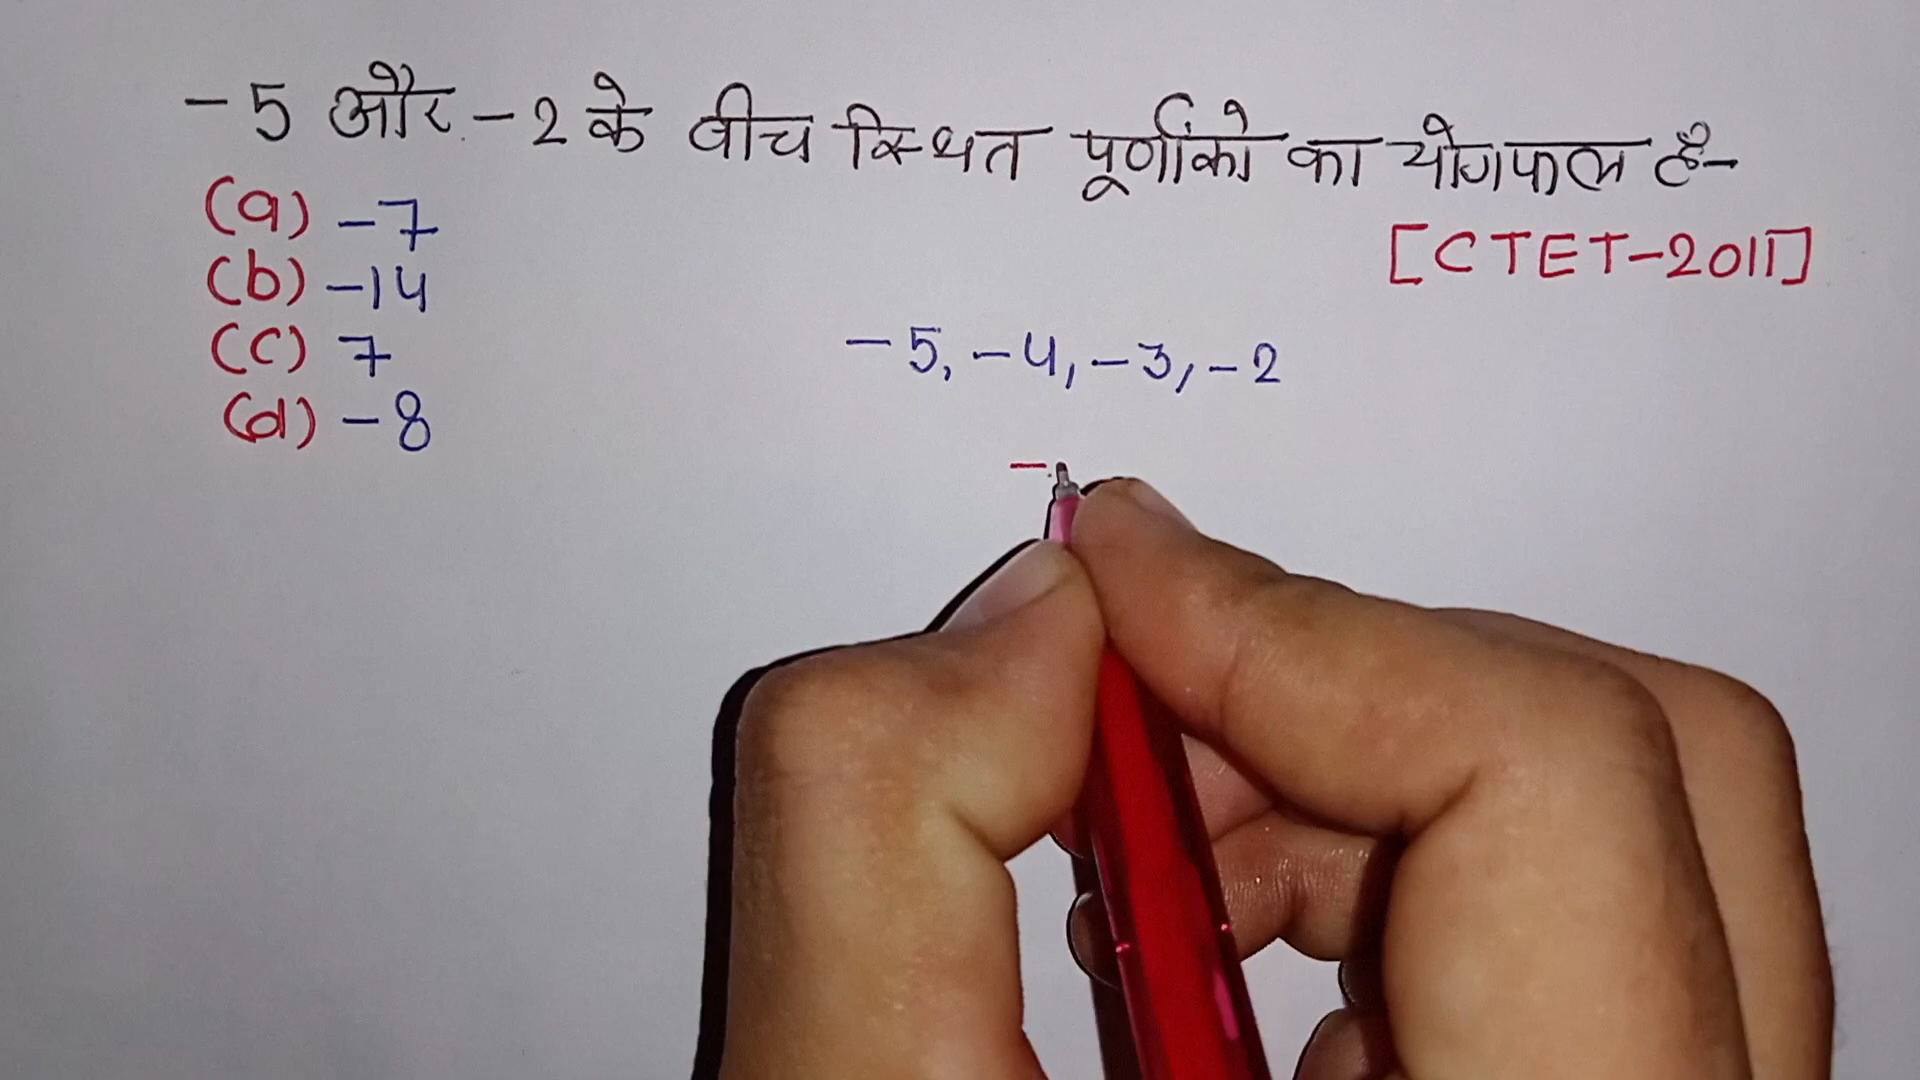 -5 और -2 के बीच स्थित पूर्णांको का योगफल है-
[CTET-2011]
(a) -7
(b) -14
(c) 7
(d) -8
-5, -4, -3, -2
-